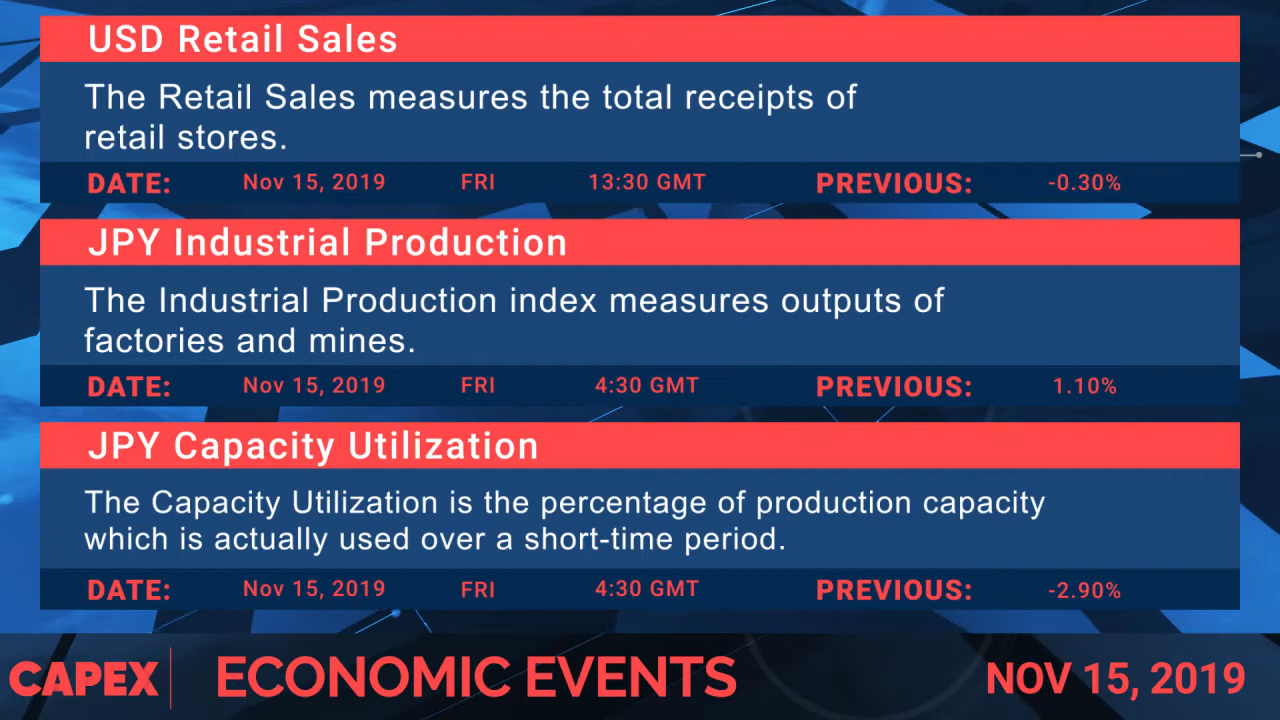 USD Retail Sales
The Retail Sales measures the total receipts of
retail stores.
DATE: Nov 15, 2019 FRI 13:30 GMT PREVIOUS: -0.30%
JPY Industrial Production
The Industrial Production index measures outputs of
factories and mines.
DATE: Nov 15, 2019 FRI 4:30 GMT PREVIOUS: 1.10%
JPY Capacity Utilization
The Capacity Utilization is the percentage of production capacity
which is actually used over a short-time period.
DATE: Nov 15, 2019 FRI 4:30 GMT PREVIOUS: -2.90%
CAPEX ECONOMIC EVENTS NOV 15, 2019